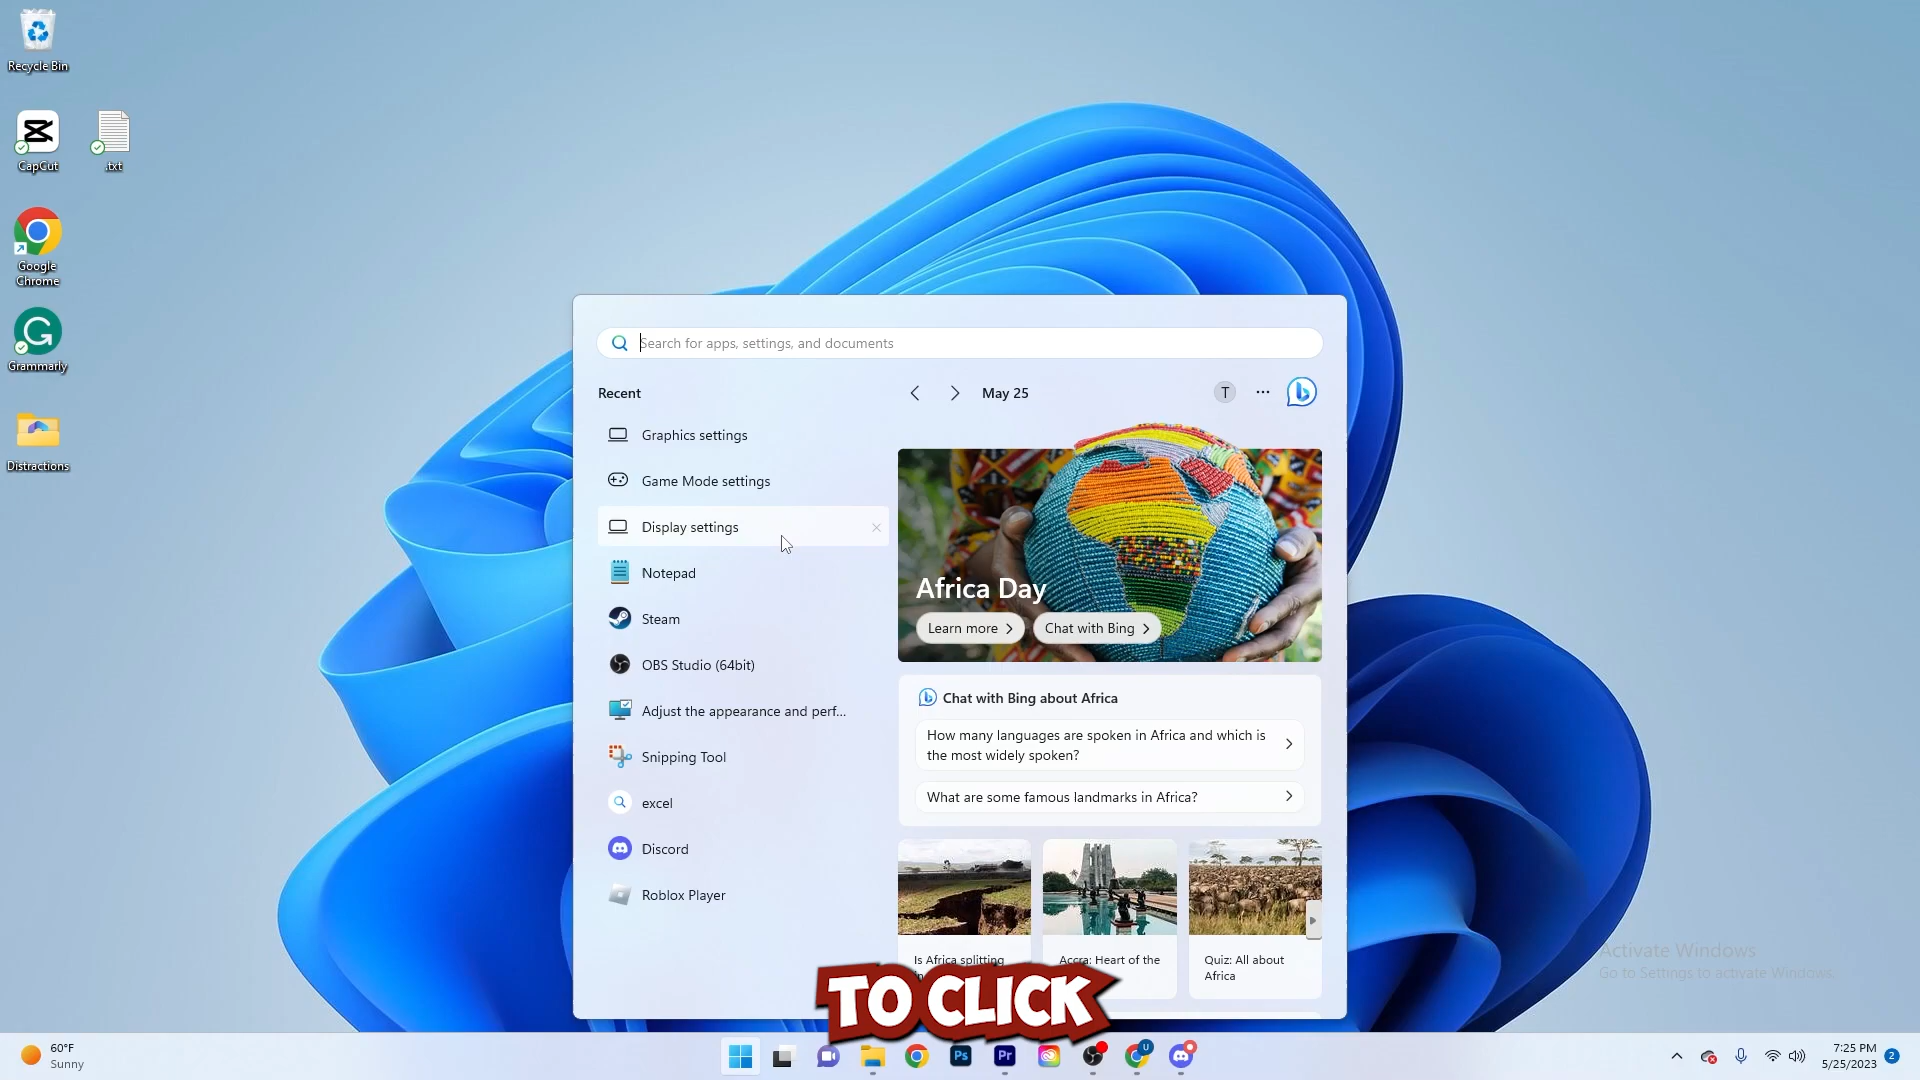 Recycle Bin
CapCut
.txt
Google
Chrome
Grammarly
Distractions
Search for apps, settings, and documents
Recent
Graphics settings
Game Mode settings
Display settings
Notepad
Steam
OBS Studio (64bit)
Adjust the appearance and perf...
Snipping Tool
excel
Discord
Roblox Player
May 25
T
Africa Day
Learn more
Chat with Bing
Chat with Bing about Africa
How many languages are spoken in Africa and which is
the most widely spoken?
What are some famous landmarks in Africa?
Is Africa splitting
Accra: Heart of the
Quiz: All about
Africa
TO CLICK
Activate Windows
Go to Settings to activate Windows.
60°F
Sunny
Ps
Pr
U
7:25 PM
5/25/2023
2